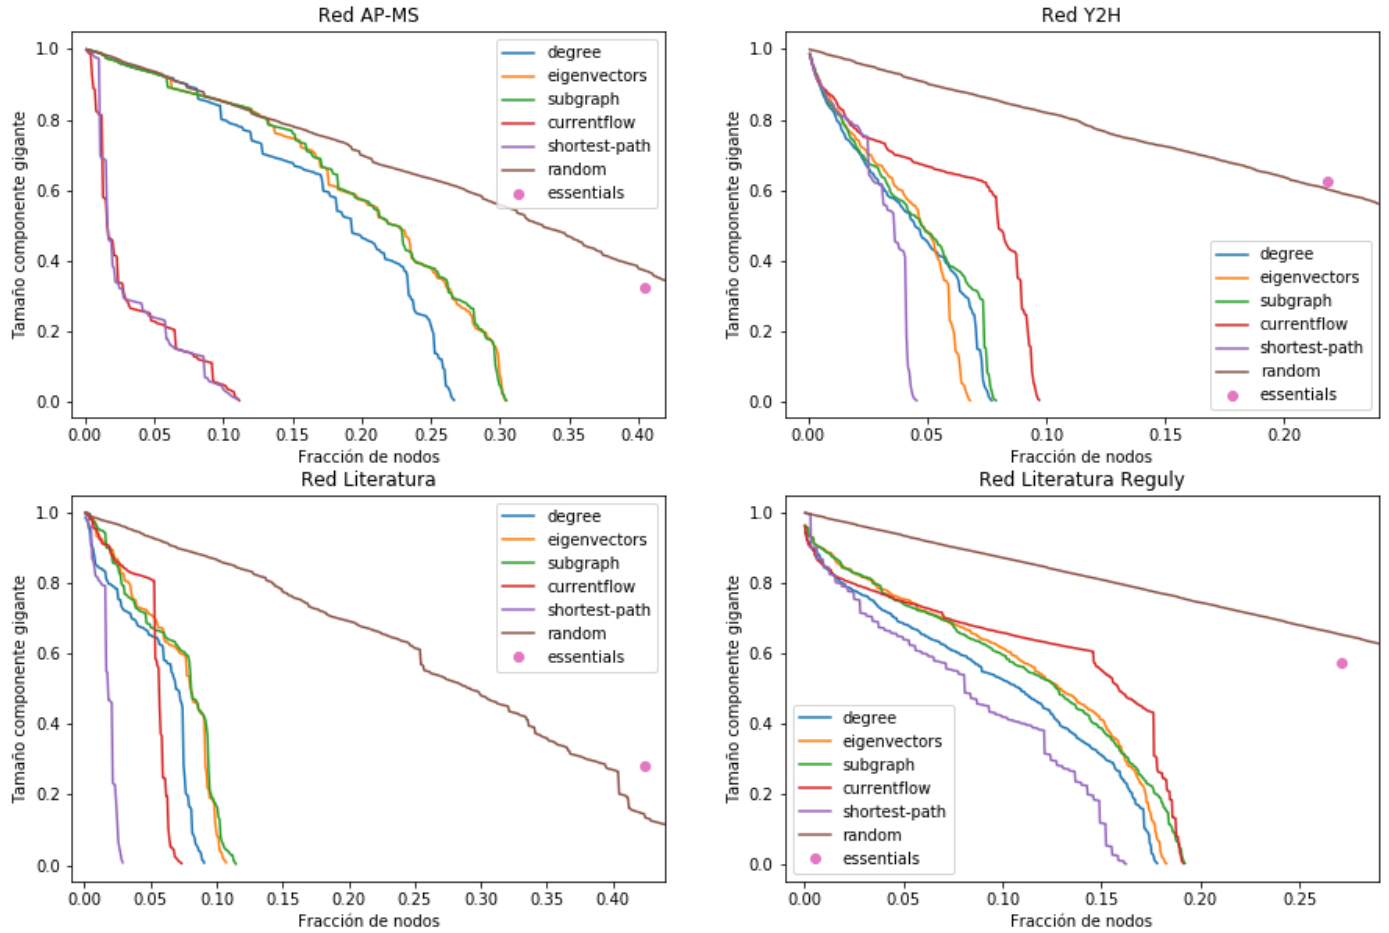 Red AP-MS
Tamaño componente gigante
1.0
0.8
0.6
0.4
0.2
0.0
degree
eigenvectors
subgraph
currentflow
shortest-path
random
essentials
0.00 0.05 0.10 0.15 0.20 0.25 0.30 0.35 0.40
Fracción de nodos
Red Y2H
Tamaño componente gigante
1.0
0.8
0.6
0.4
0.2
0.0
degree
eigenvectors
subgraph
currentflow
shortest-path
random
essentials
0.00 0.05 0.10 0.15 0.20
Fracción de nodos
Red Literatura
Tamaño componente gigante
1.0
0.8
0.6
0.4
0.2
0.0
degree
eigenvectors
subgraph
currentflow
shortest-path
random
essentials
0.00 0.05 0.10 0.15 0.20 0.25 0.30 0.35 0.40
Fracción de nodos
Red Literatura Reguly
Tamaño componente gigante
1.0
0.8
0.6
0.4
0.2
0.0
degree
eigenvectors
subgraph
currentflow
shortest-path
random
essentials
0.00 0.05 0.10 0.15 0.20 0.25
Fracción de nodos